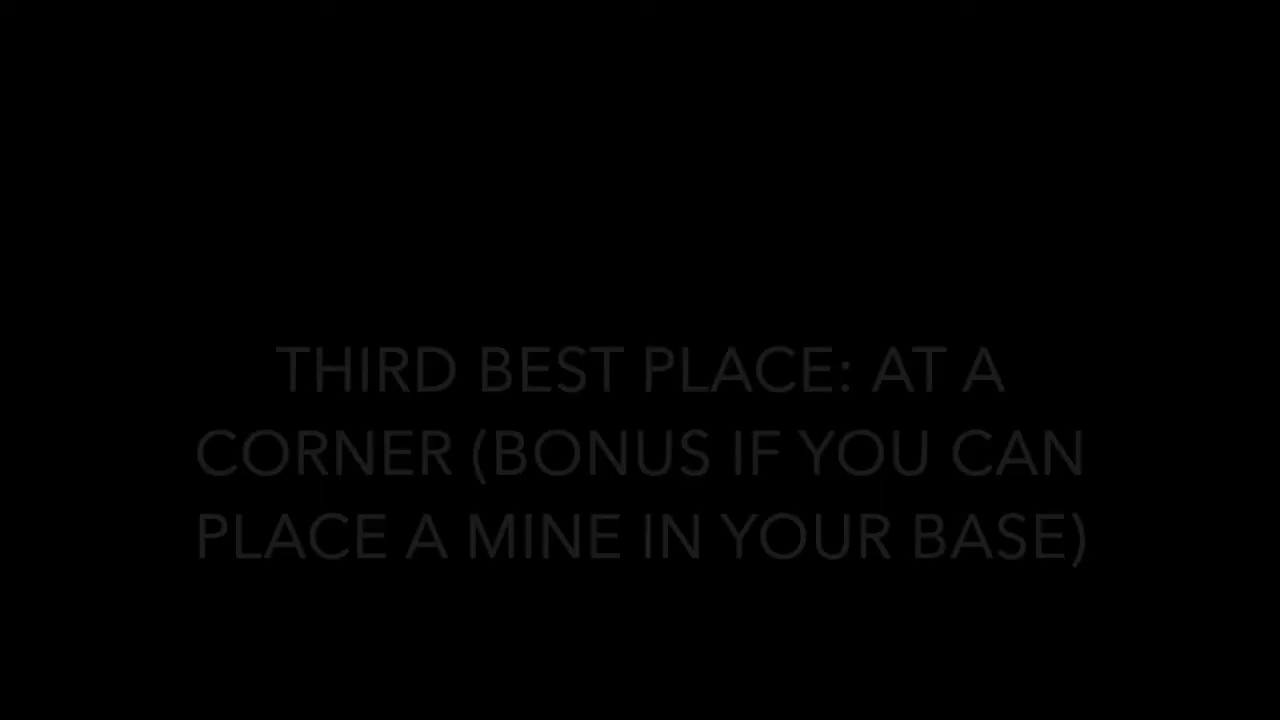 THIRD BEST PLACE: AT A
CORNER (BONUS IF YOU CAN
PLACE A MINE IN YOUR BASE)